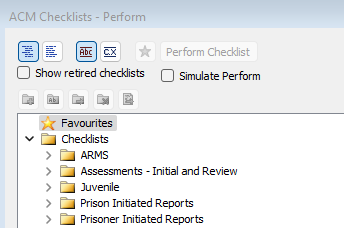 ACM Checklists - Perform
Abc C.X Perform Checklist
Show retired checklists Simulate Perform
Favourites
Checklists
ARMS
Assessments - Initial and Review
Juvenile
Prison Initiated Reports
Prisoner Initiated Reports